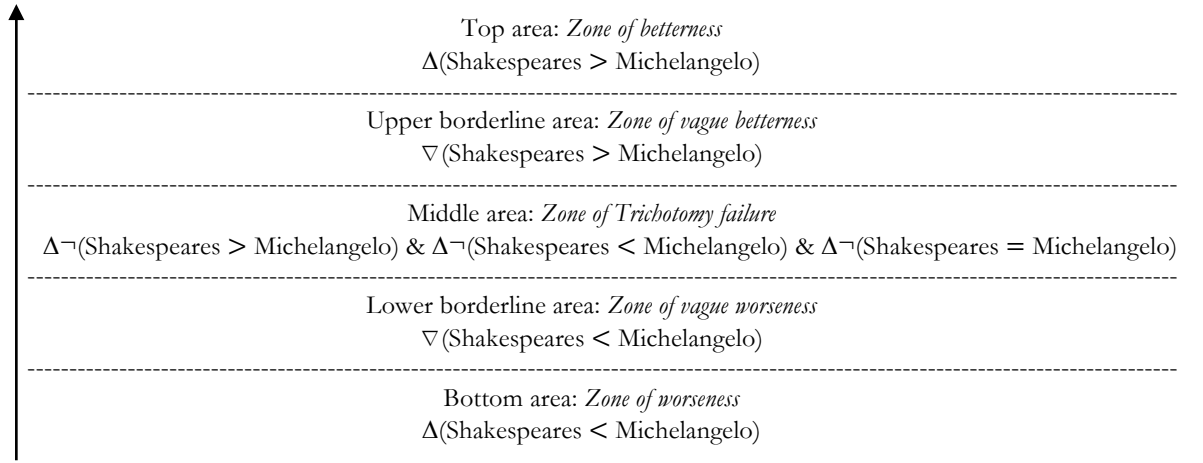 Top area: Zone of betterness
Δ(Shakespeares > Michelangelo)
Upper borderline area: Zone of vague betterness
▽(Shakespeares > Michelangelo)
Middle area: Zone of Trichotomy failure
Δ¬(Shakespeares > Michelangelo) & Δ¬(Shakespeares < Michelangelo) & Δ¬(Shakespeares = Michelangelo)
Lower borderline area: Zone of vague worseness
▽(Shakespeares < Michelangelo)
Bottom area: Zone of worseness
Δ(Shakespeares < Michelangelo)